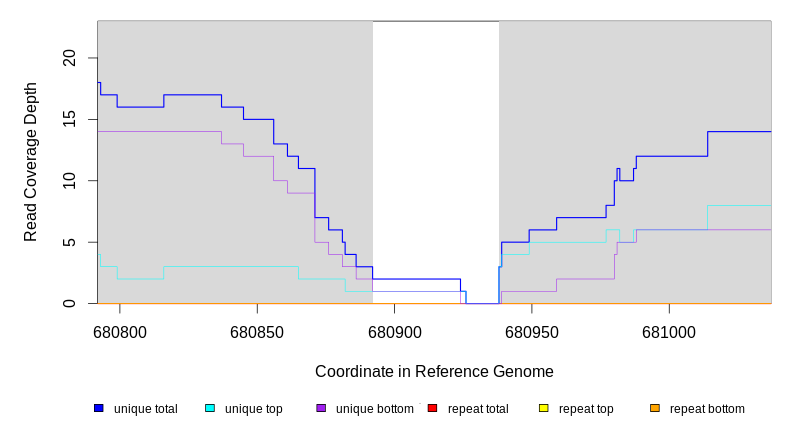 Read Coverage Depth
20
15
10
5
0
680800 680850 680900 680950 681000
Coordinate in Reference Genome
unique total unique top unique bottom repeat total repeat top repeat bottom